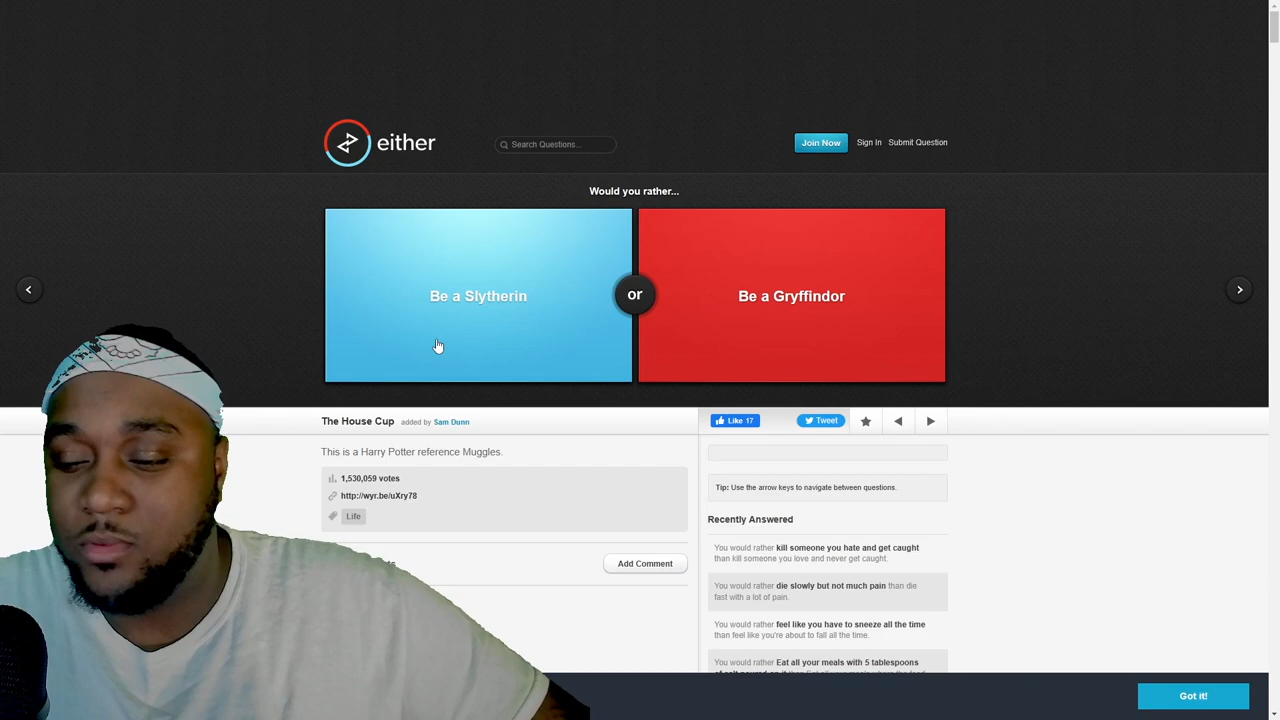 either
Search Questions...
Join Now
Sign In
Submit Question
Would you rather...
Be a Slytherin
or
Be a Gryffindor
The House Cup added by Sam Dunn
Like 17
Tweet
This is a Harry Potter reference Muggles.
1,530,059 votes
http://wyr.be/uXry78
Life
Add Comment
Tip: Use the arrow keys to navigate between questions.
Recently Answered
You would rather kill someone you hate and get caught
than kill someone you love and never get caught.
You would rather die slowly but not much pain than die
fast with a lot of pain.
You would rather feel like you have to sneeze all the time
than feel like you're about to fall all the time.
You would rather Eat all your meals with 5 tablespoons
Got it!